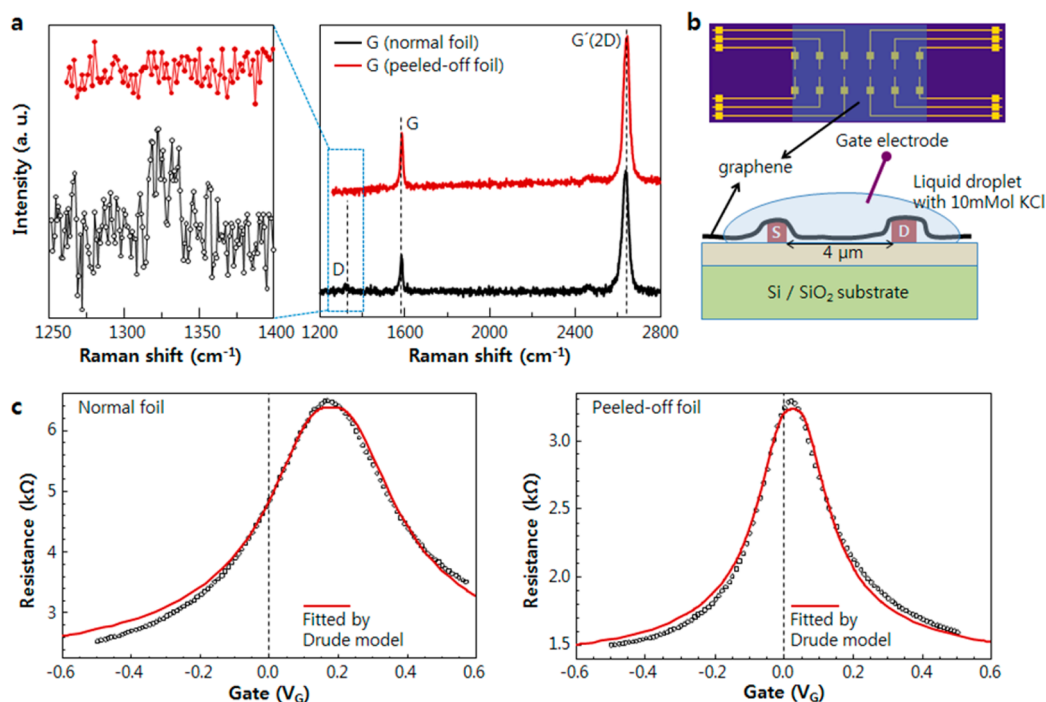 a
Intensity (a. u.)
1250
1300
1350
1400
Raman shift (cm⁻¹)
G (normal foil)
G (peeled-off foil)
G´(2D)
G
D
1200
1600
2000
2400
2800
Raman shift (cm⁻¹)
b
graphene
Gate electrode
Liquid droplet
with 10mMol KCl
S
D
4 μm
Si / SiO₂ substrate
c
Normal foil
Resistance (kΩ)
6
5
4
3
Fitted by
Drude model
-0.6
-0.4
-0.2
0.0
0.2
0.4
0.6
Gate (V_G)
Peeled-off foil
Resistance (kΩ)
3.0
2.5
2.0
1.5
Fitted by
Drude model
-0.6
-0.4
-0.2
0.0
0.2
0.4
0.6
Gate (V_G)